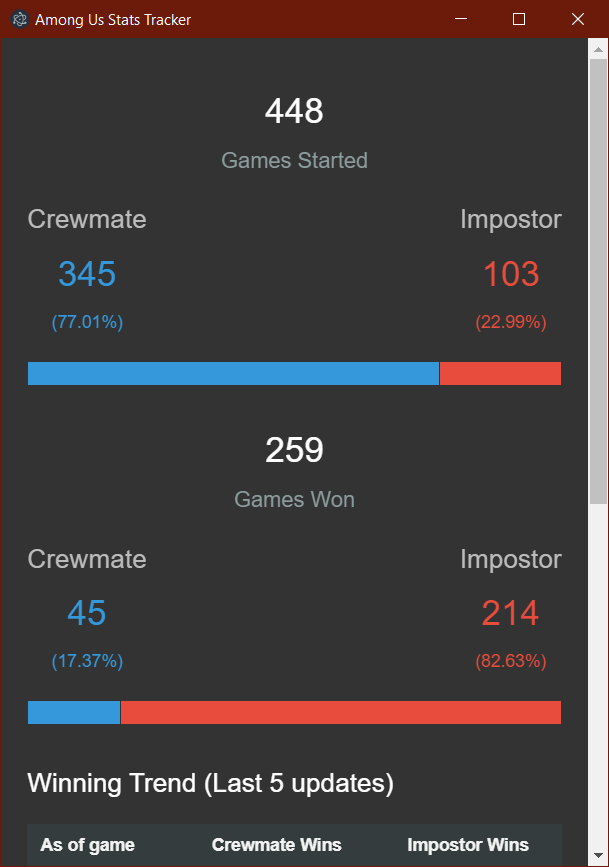 Among Us Stats Tracker
448
Games Started
Crewmate Impostor
345 103
(77.01%) (22.99%)
259
Games Won
Crewmate Impostor
45 214
(17.37%) (82.63%)
Winning Trend (Last 5 updates)
As of game Crewmate Wins Impostor Wins